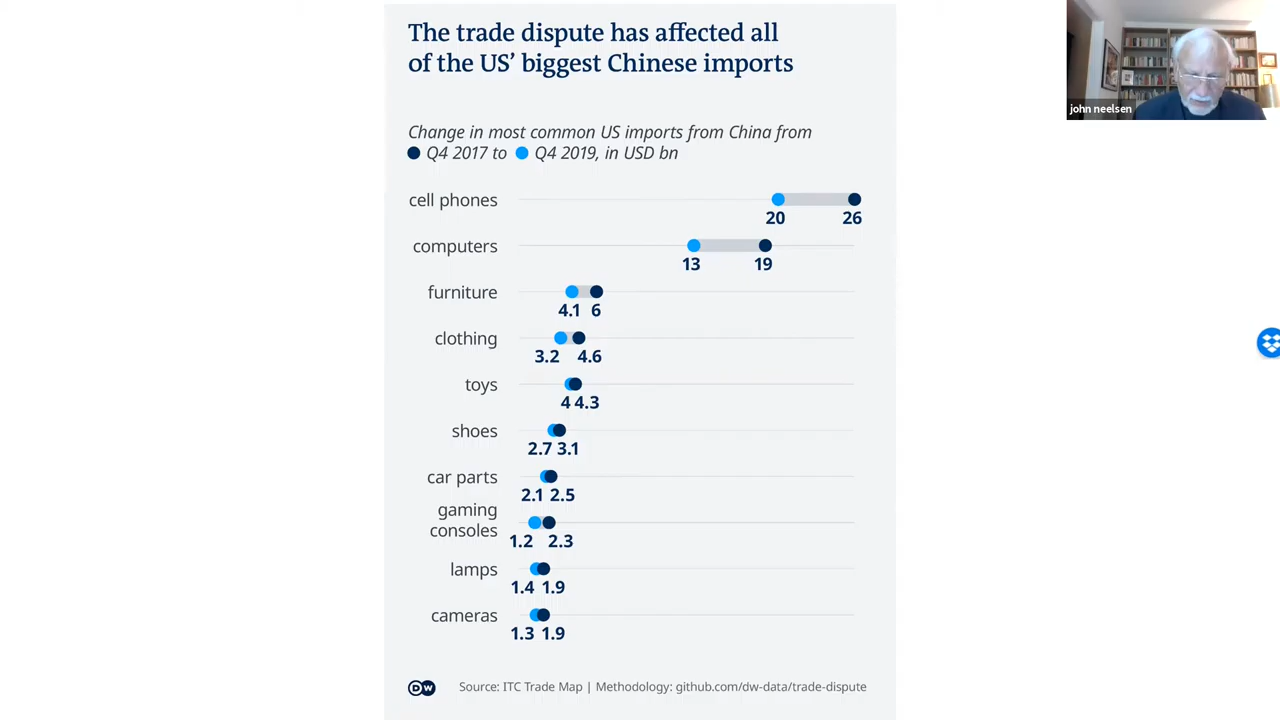 The trade dispute has affected all
of the US’ biggest Chinese imports
Change in most common US imports from China from
Q4 2017 to Q4 2019, in USD bn
cell phones
20 26
computers
13 19
furniture
4.1 6
clothing
3.2 4.6
toys
4 4.3
shoes
2.7 3.1
car parts
2.1 2.5
gaming
consoles
1.2 2.3
lamps
1.4 1.9
cameras
1.3 1.9
DW
Source: ITC Trade Map | Methodology: github.com/dw-data/trade-dispute
john neelsen